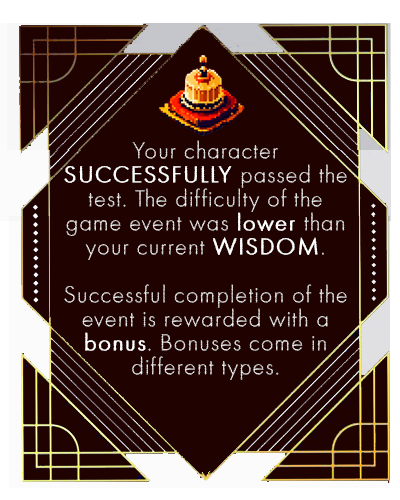 Your character
SUCCESSFULLY passed the
test. The difficulty of the
game event was lower than
your current WISDOM.
Successful completion of the
event is rewarded with a
bonus. Bonuses come in
different types.